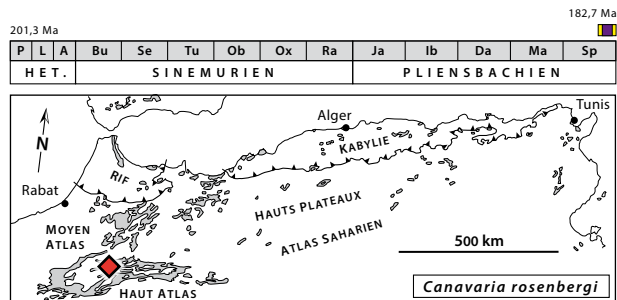 182,7 Ma
201,3 Ma
P L A Bu Se Tu Ob Ox Ra Ja Ib Da Ma Sp
HET. SINEMURIEN PLIENSBACHIEN
Tunis
Alger
N
KABYLIE
RIF
Rabat
HAUTS PLATEAUX
MOYEN
ATLAS
ATLAS SAHARIEN
500 km
HAUT ATLAS
Canavaria rosenbergi